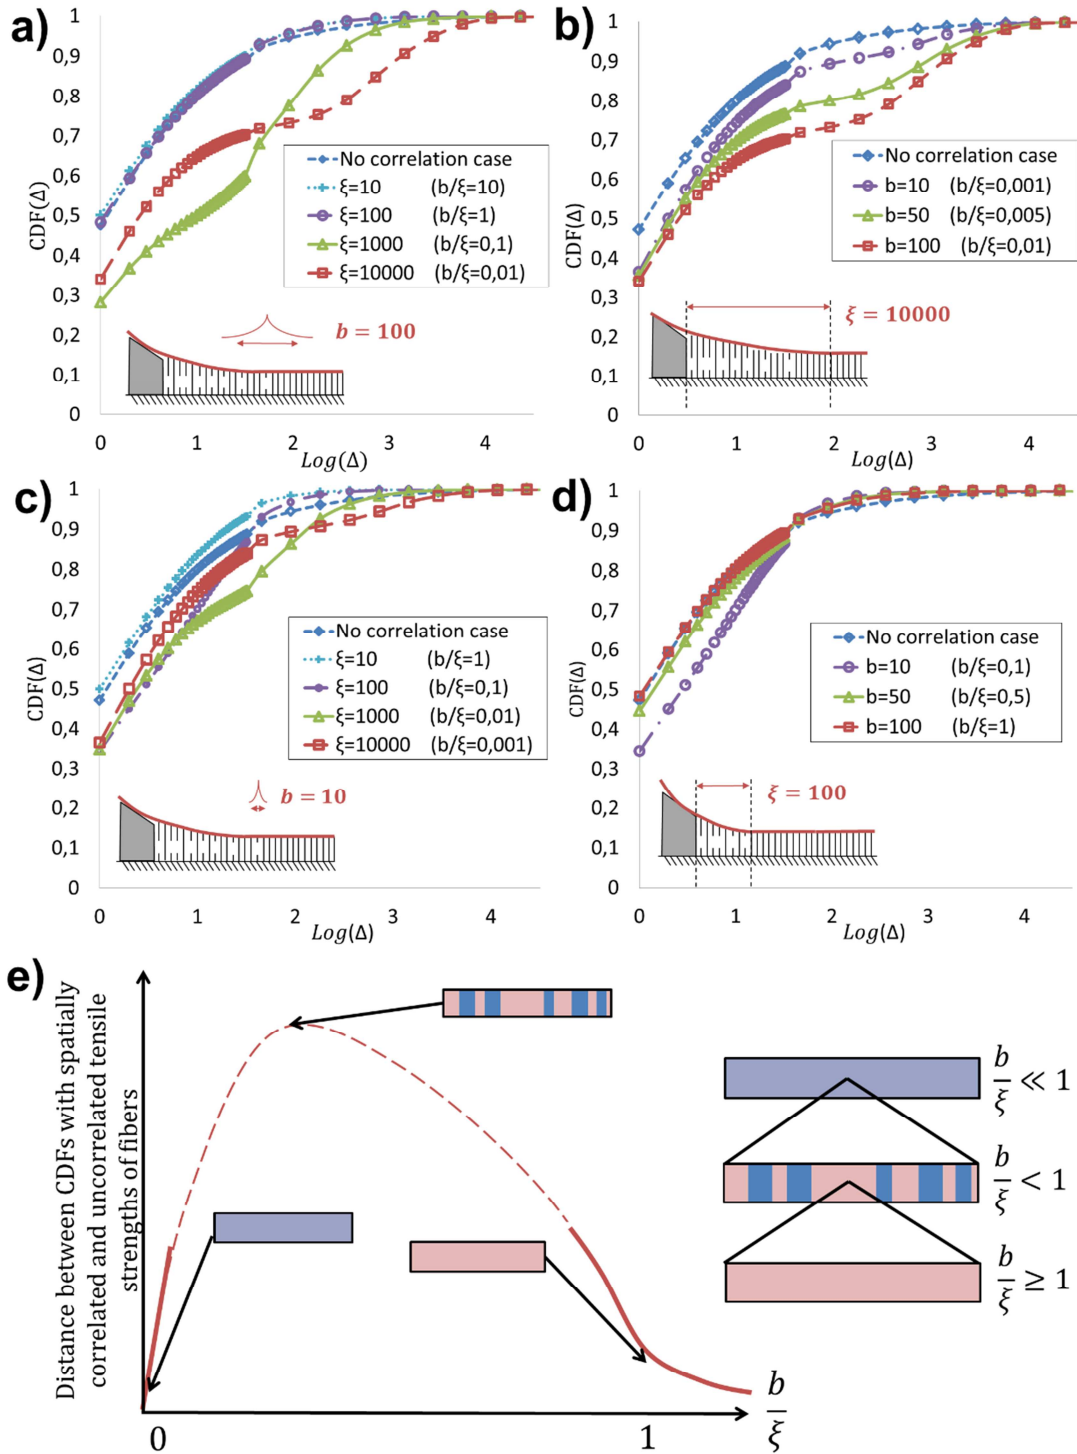 a)
1
0,9
0,8
0,7
0,6
0,5
0,4
0,3
0,2
0,1
0
CDF(Δ)
No correlation case
ξ=10 (b/ξ=10)
ξ=100 (b/ξ=1)
ξ=1000 (b/ξ=0,1)
ξ=10000 (b/ξ=0,01)
b = 100
0 1 2 3 4
Log(Δ)
b)
1
0,9
0,8
0,7
0,6
0,5
0,4
0,3
0,2
0,1
0
CDF(Δ)
No correlation case
b=10 (b/ξ=0,001)
b=50 (b/ξ=0,005)
b=100 (b/ξ=0,01)
ξ = 10000
0 1 2 3 4
Log(Δ)
c)
1
0,9
0,8
0,7
0,6
0,5
0,4
0,3
0,2
0,1
0
CDF(Δ)
No correlation case
ξ=10 (b/ξ=1)
ξ=100 (b/ξ=0,1)
ξ=1000 (b/ξ=0,01)
ξ=10000 (b/ξ=0,001)
b = 10
0 1 2 3 4
Log(Δ)
d)
1
0,9
0,8
0,7
0,6
0,5
0,4
0,3
0,2
0,1
0
CDF(Δ)
No correlation case
b=10 (b/ξ=0,1)
b=50 (b/ξ=0,5)
b=100 (b/ξ=1)
ξ = 100
0 1 2 3 4
Log(Δ)
e)
Distance between CDFs with spatially
correlated and uncorrelated tensile
strengths of fibers
b/ξ ≪ 1
b/ξ < 1
b/ξ ≥ 1
0 1 b/ξ